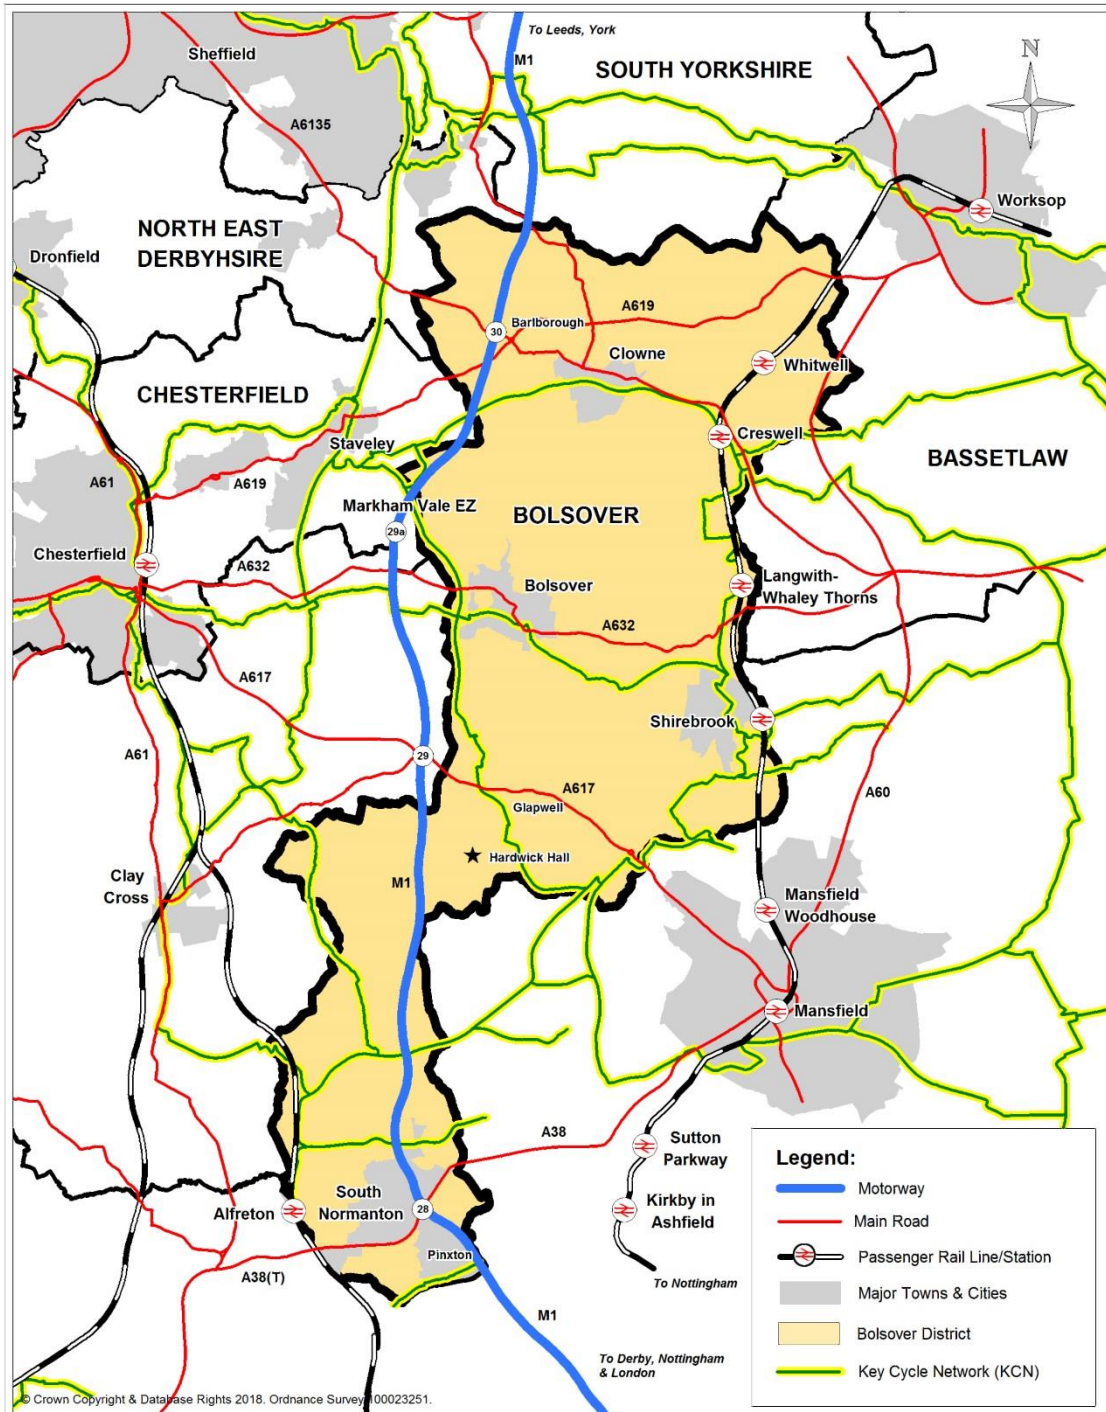 To Leeds, York
M1
N
Sheffield
SOUTH YORKSHIRE
A6135
Worksop
NORTH EAST
DERBYHSIRE
Dronfield
A619
Barlborough
30
Clowne
Whitwell
CHESTERFIELD
Creswell
Staveley
BASSETLAW
A61
A619
Markham Vale EZ
BOLSOVER
29a
Chesterfield
A632
Bolsover
Langwith-
Whaley Thorns
A632
A617
Shirebrook
A61
29
A617
A60
Glapwell
Hardwick Hall
Clay
Cross
M1
Mansfield
Woodhouse
Mansfield
A38
Sutton
Parkway
South
Normanton
Alfreton
28
Kirkby in
Ashfield
Pinxton
A38(T)
To Nottingham
M1
To Derby, Nottingham
& London
Legend:
Motorway
Main Road
Passenger Rail Line/Station
Major Towns & Cities
Bolsover District
Key Cycle Network (KCN)
© Crown Copyright & Database Rights 2018. Ordnance Survey 100023251.